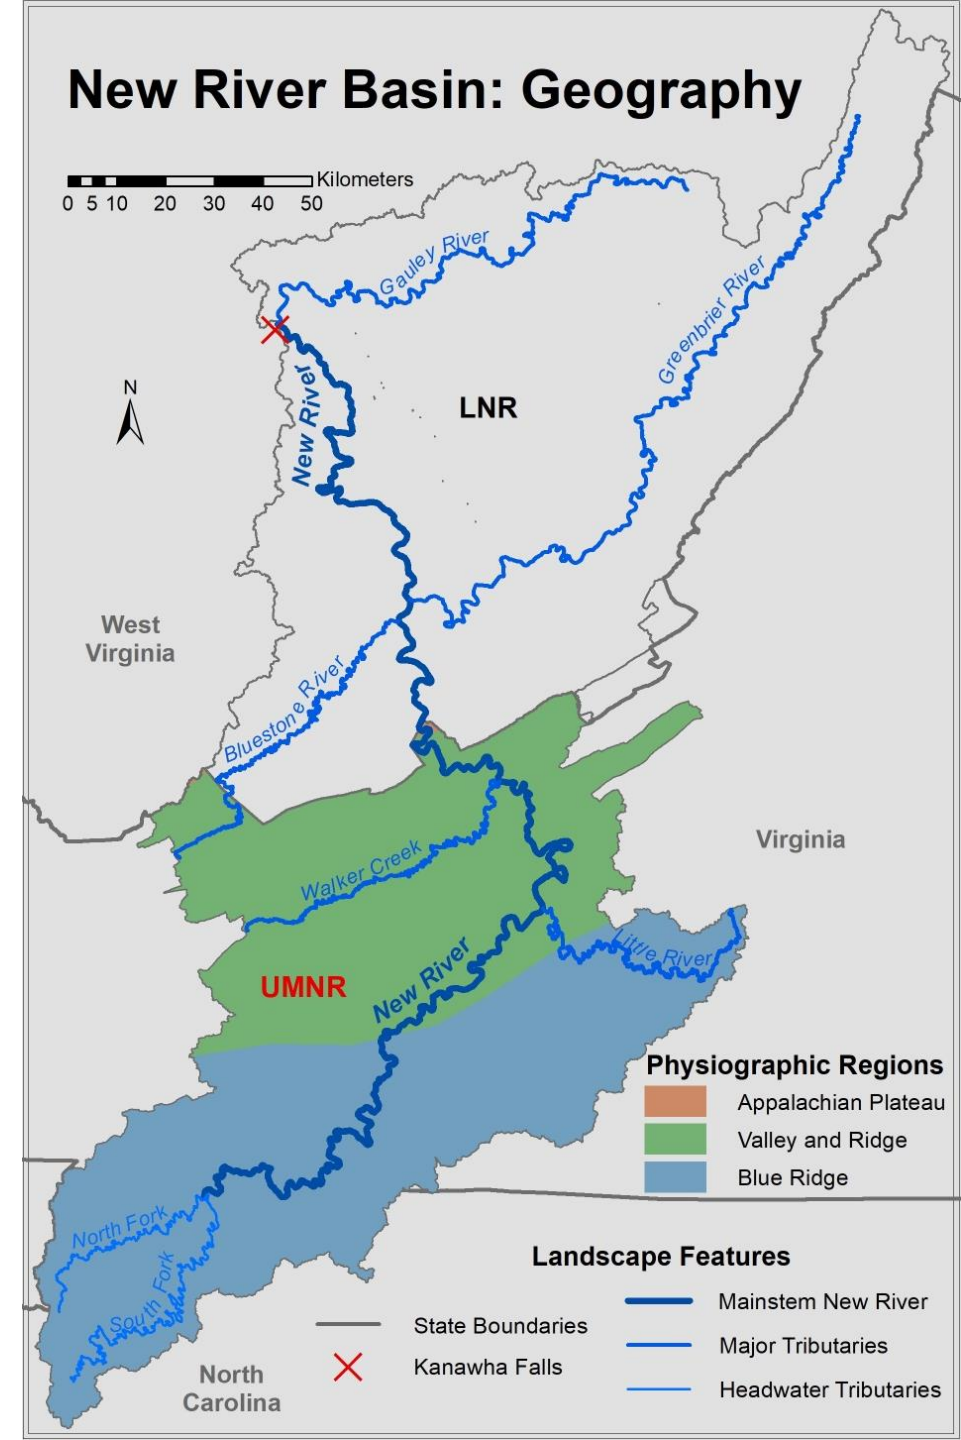 New River Basin: Geography
Kilometers
0 5 10 20 30 40 50
Gauley River
Greenbrier River
N
New River
LNR
West
Virginia
Bluestone River
Virginia
Walker Creek
Little River
UMNR
New River
Physiographic Regions
Appalachian Plateau
Valley and Ridge
Blue Ridge
North Fork
South Fork
Landscape Features
State Boundaries
Kanawha Falls
Mainstem New River
Major Tributaries
Headwater Tributaries
North
Carolina